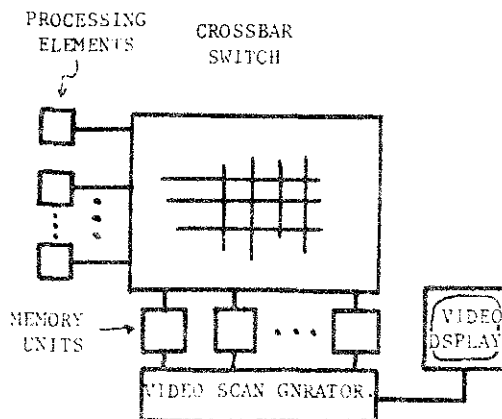 PROCESSING
ELEMENTS
CROSSBAR
SWITCH
MEMORY
UNITS
VIDEO
DSPLAY
VIDEO SCAN GNRATOR.